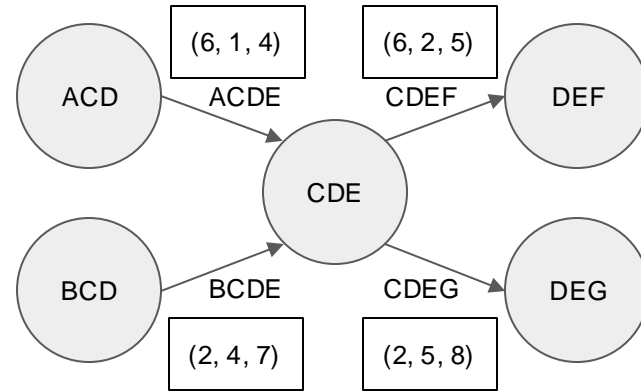 (6, 1, 4) (6, 2, 5)
ACD ACDE CDEF DEF
CDE
BCD BCDE CDEG DEG
(2, 4, 7) (2, 5, 8)